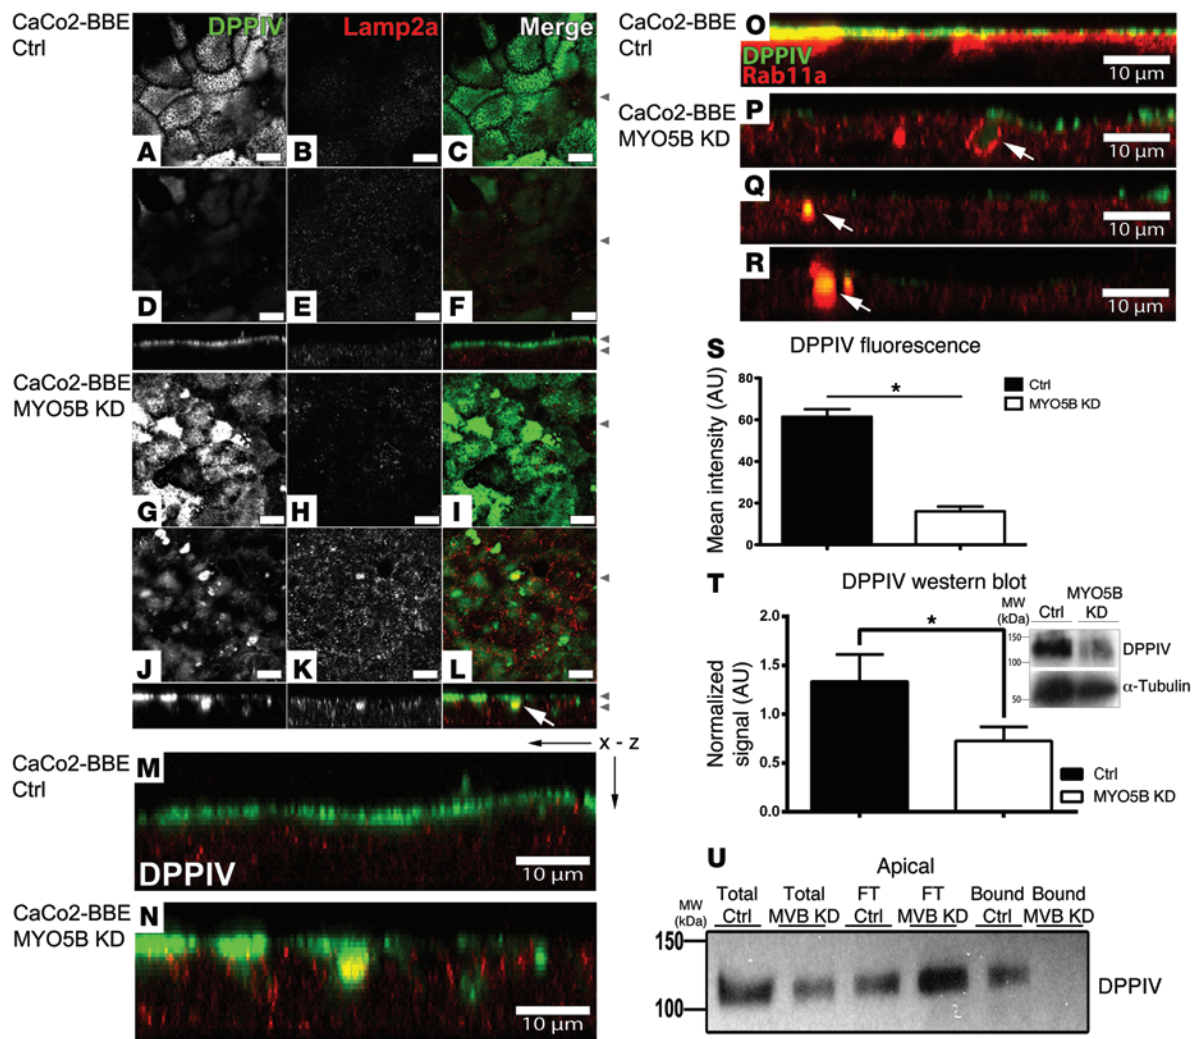 CaCo2-BBE
Ctrl
DPPIV
Lamp2a
Merge
A
B
C
D
E
F
CaCo2-BBE
MYO5B KD
G
H
I
J
K
L
x - z
CaCo2-BBE
Ctrl
M
DPPIV
10 µm
CaCo2-BBE
MYO5B KD
N
10 µm
CaCo2-BBE
Ctrl
O
DPPIV
Rab11a
10 µm
CaCo2-BBE
MYO5B KD
P
10 µm
Q
10 µm
R
10 µm
S
DPPIV fluorescence
Mean intensity (AU)
80
60
40
20
0
*
Ctrl
MYO5B KD
T
DPPIV western blot
Normalized
signal (AU)
2.0
1.5
1.0
0.5
0.0
*
MW
(kDa)
Ctrl
MYO5B
KD
150
100
50
DPPIV
α-Tubulin
Ctrl
MYO5B KD
U
Apical
MW
(kDa)
Total
Ctrl
Total
MVB KD
FT
Ctrl
FT
MVB KD
Bound
Ctrl
Bound
MVB KD
150
100
DPPIV